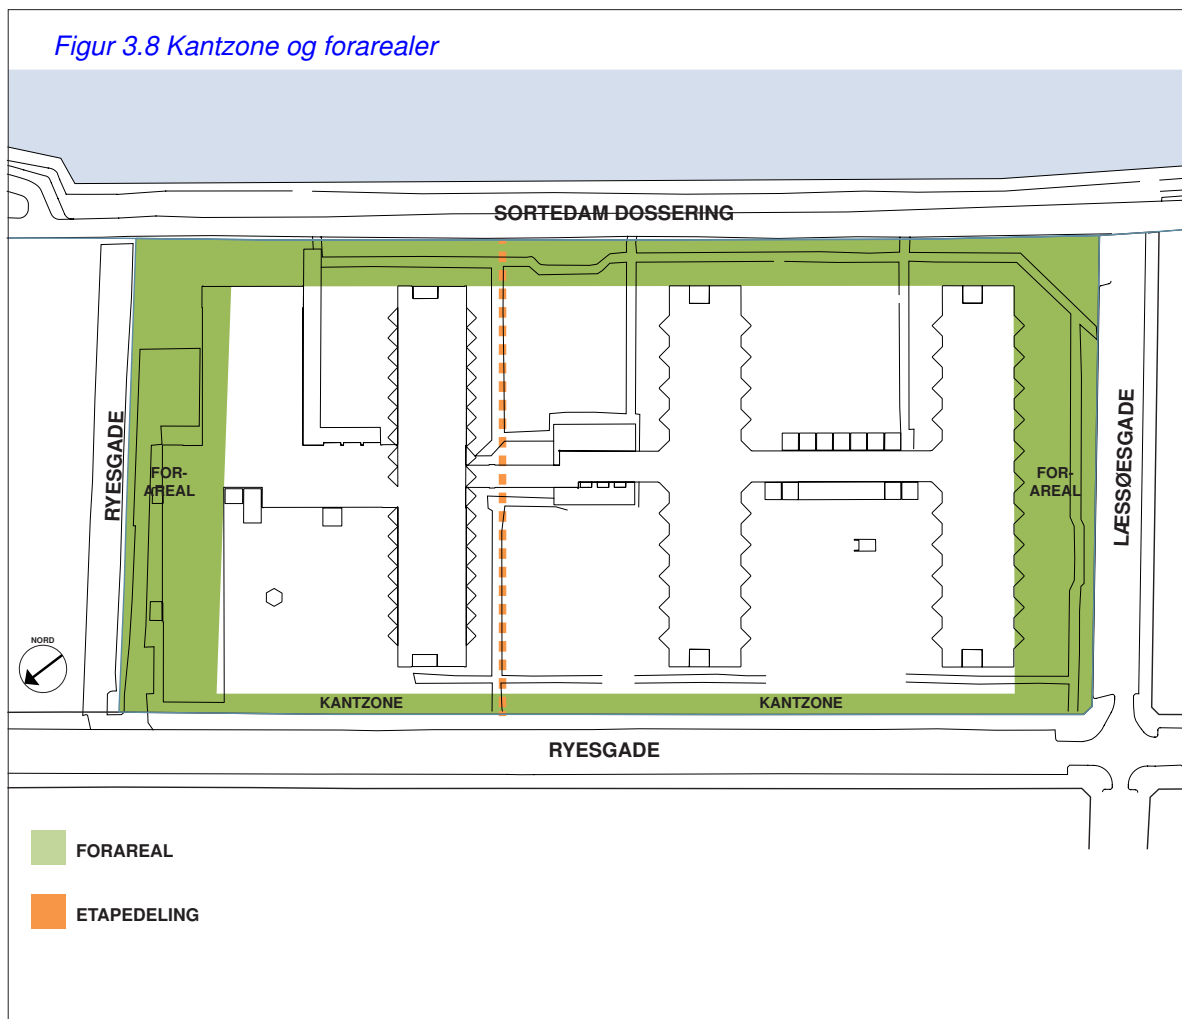 Figur 3.8 Kantzone og forarealer
SORTEDAM DOSSERING
RYESGADE
FOR-
AREAL
FOR-
AREAL
LÆSSØESGADE
NORD
KANTZONE
KANTZONE
RYESGADE
FORAREAL
ETAPEDELING